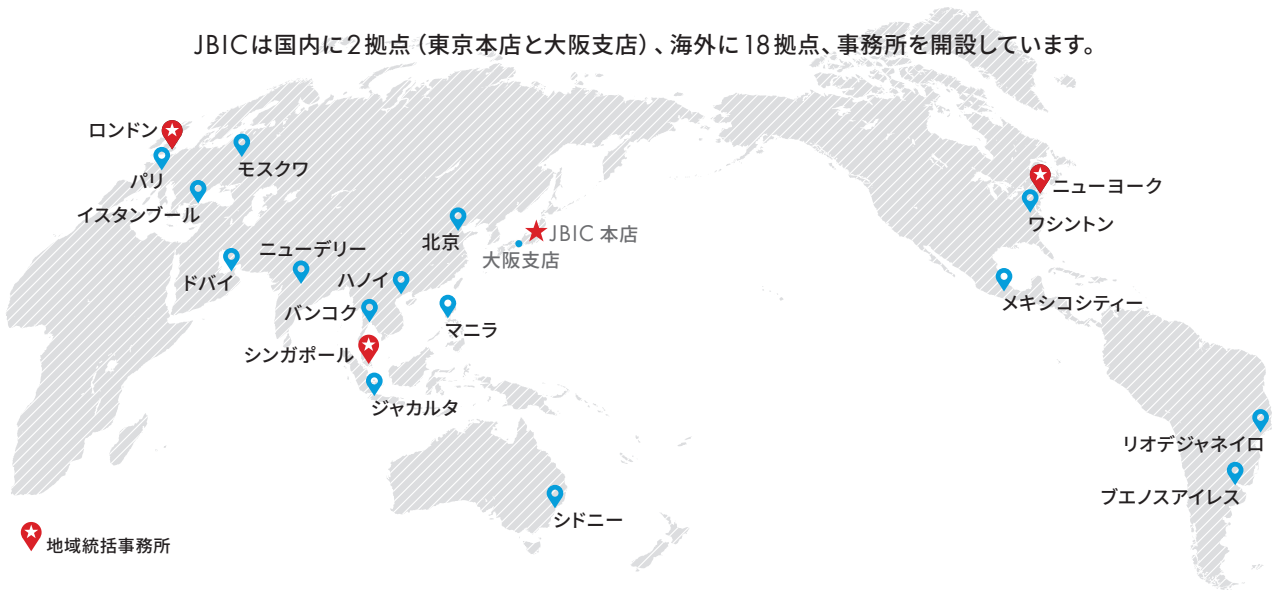 JBICは国内に2拠点（東京本店と大阪支店）、海外に18拠点、事務所を開設しています。
ロンドン
パリ
モスクワ
イスタンブール
ドバイ
ニューデリー
北京
JBIC 本店
大阪支店
ハノイ
バンコク
マニラ
シンガポール
ジャカルタ
シドニー
ニューヨーク
ワシントン
メキシコシティー
リオデジャネイロ
ブエノスアイレス
地域統括事務所